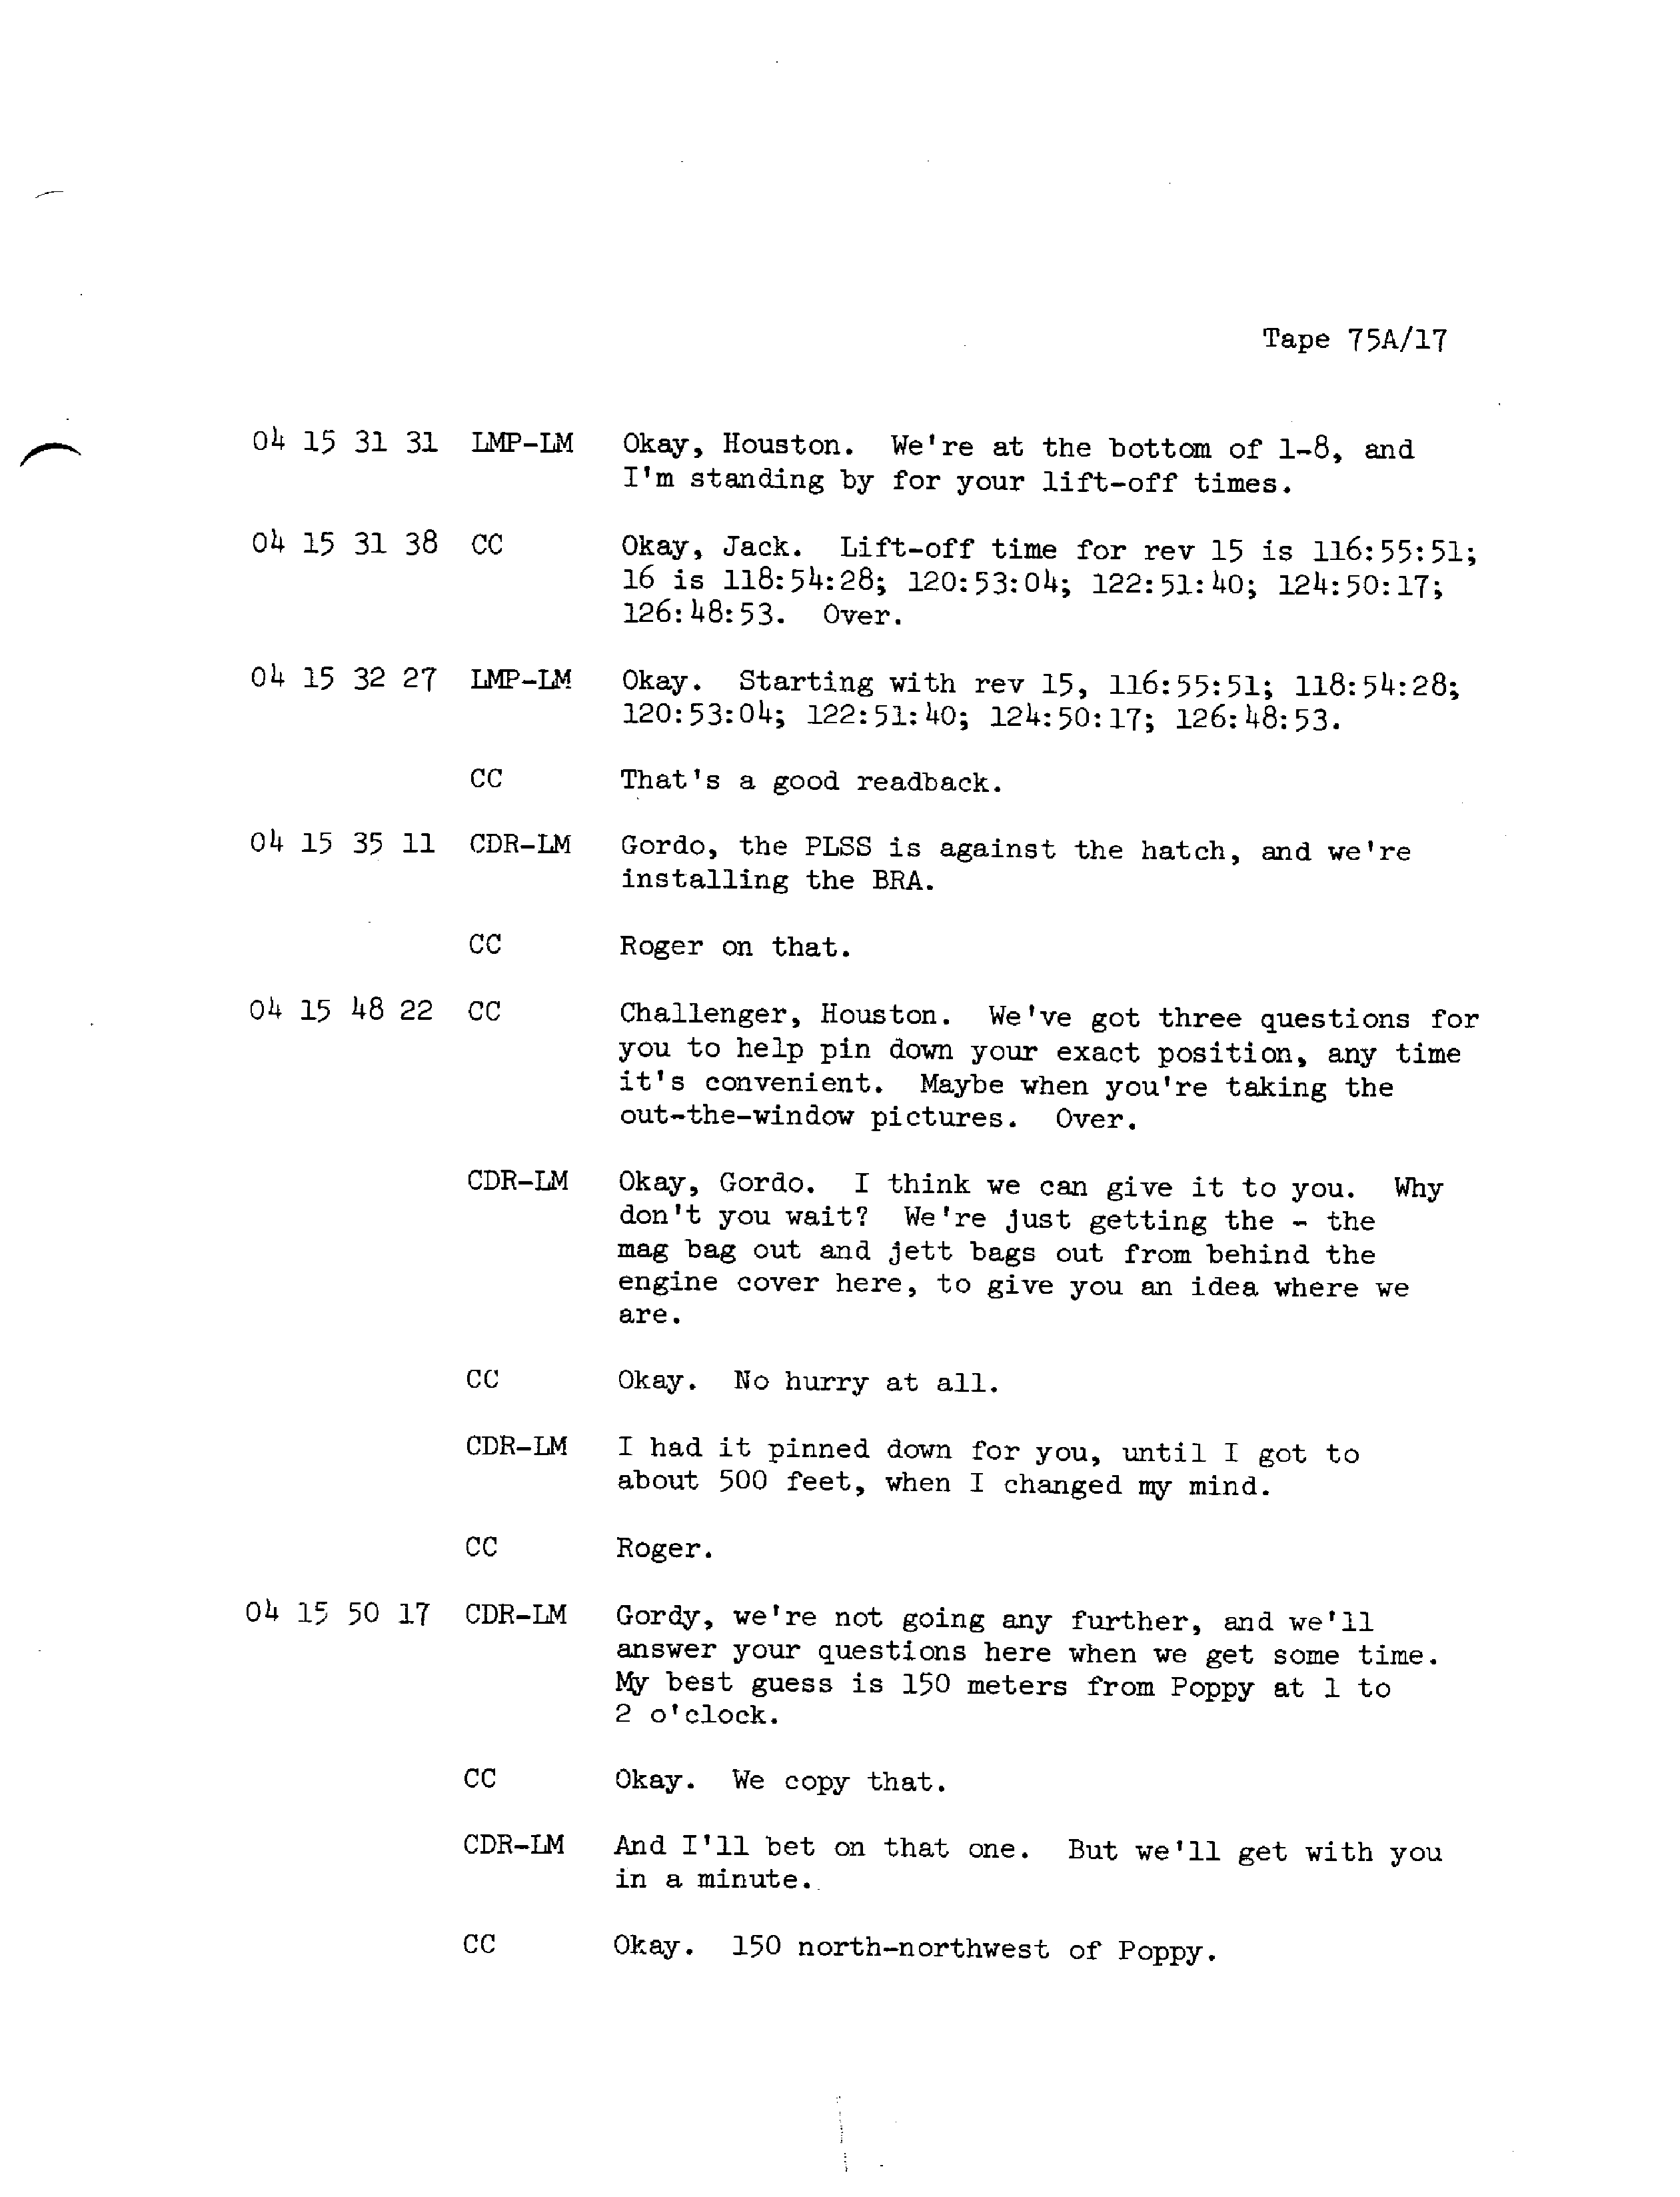 Tape 75A/17
04 15 31 31 LMP-LM Okay, Houston. We're at the bottom of 1-8, and
I'm standing by for your lift-off times.
04 15 31 38 CC Okay, Jack. Lift-off time for rev 15 is 116:55:51;
16 is 118:54:28; 120:53:04; 122:51:40; 124:50:17;
126:48:53. Over.
04 15 32 27 LMP-LM Okay. Starting with rev 15, 116:55:51; 118:54:28;
120:53:04; 122:51:40; 124:50:17; 126:48:53.
CC That's a good readback.
04 15 35 11 CDR-LM Gordo, the PLSS is against the hatch, and we're
installing the BRA.
CC Roger on that.
04 15 48 22 CC Challenger, Houston. We've got three questions for
you to help pin down your exact position, any time
it's convenient. Maybe when you're taking the
out-the-window pictures. Over.
CDR-LM Okay, Gordo. I think we can give it to you. Why
don't you wait? We're just getting the - the
mag bag out and jett bags out from behind the
engine cover here, to give you an idea where we
are.
CC Okay. No hurry at all.
CDR-LM I had it pinned down for you, until I got to
about 500 feet, when I changed my mind.
CC Roger.
04 15 50 17 CDR-LM Gordy, we're not going any further, and we'll
answer your questions here when we get some time.
My best guess is 150 meters from Poppy at 1 to
2 o'clock.
CC Okay. We copy that.
CDR-LM And I'll bet on that one. But we'll get with you
in a minute.
CC Okay. 150 north-northwest of Poppy.